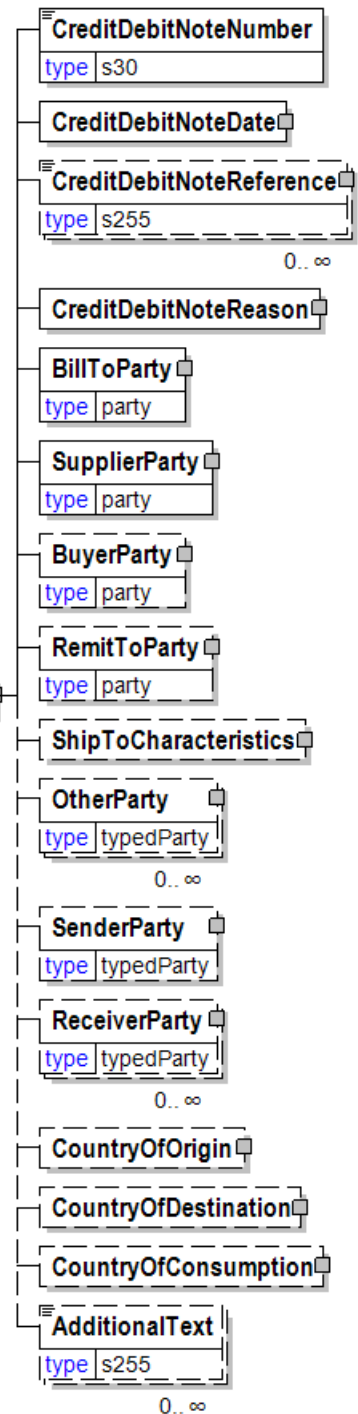 CreditDebitNoteNumber
type s30
CreditDebitNoteDate
CreditDebitNoteReference
type s255
0.. ∞
CreditDebitNoteReason
BillToParty
type party
SupplierParty
type party
BuyerParty
type party
RemitToParty
type party
ShipToCharacteristics
OtherParty
type typedParty
0.. ∞
SenderParty
type typedParty
ReceiverParty
type typedParty
0.. ∞
CountryOfOrigin
CountryOfDestination
CountryOfConsumption
AdditionalText
type s255
0.. ∞